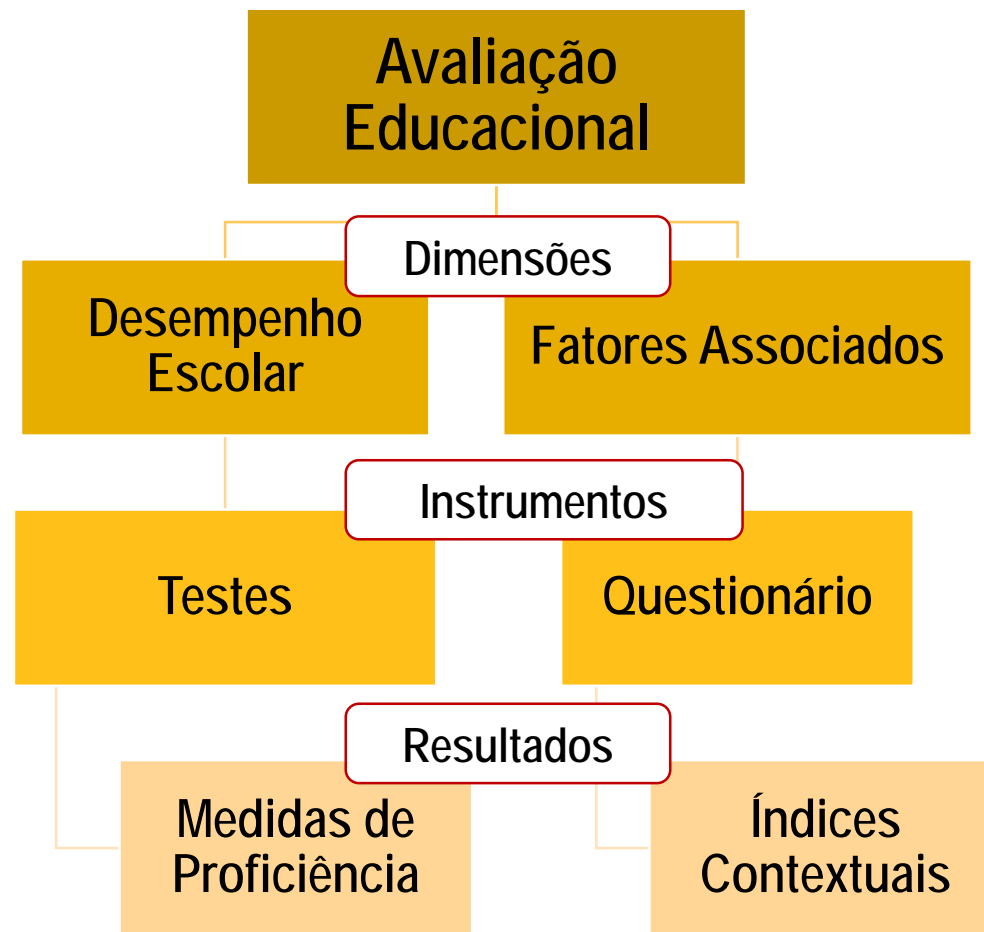 Avaliação
Educacional
Dimensões
Desempenho
Escolar
Fatores Associados
Instrumentos
Testes
Questionário
Resultados
Medidas de
Proficiência
Índices
Contextuais